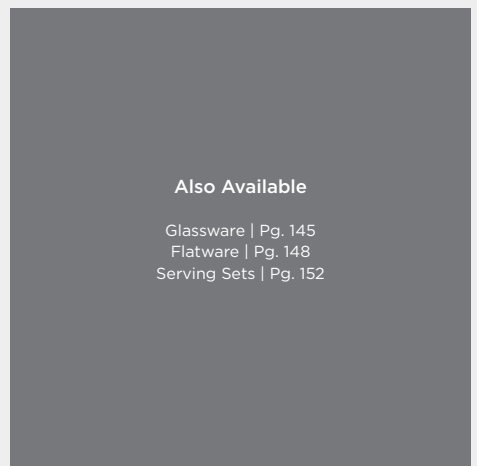 Also Available
Glassware | Pg. 145
Flatware | Pg. 148
Serving Sets | Pg. 152